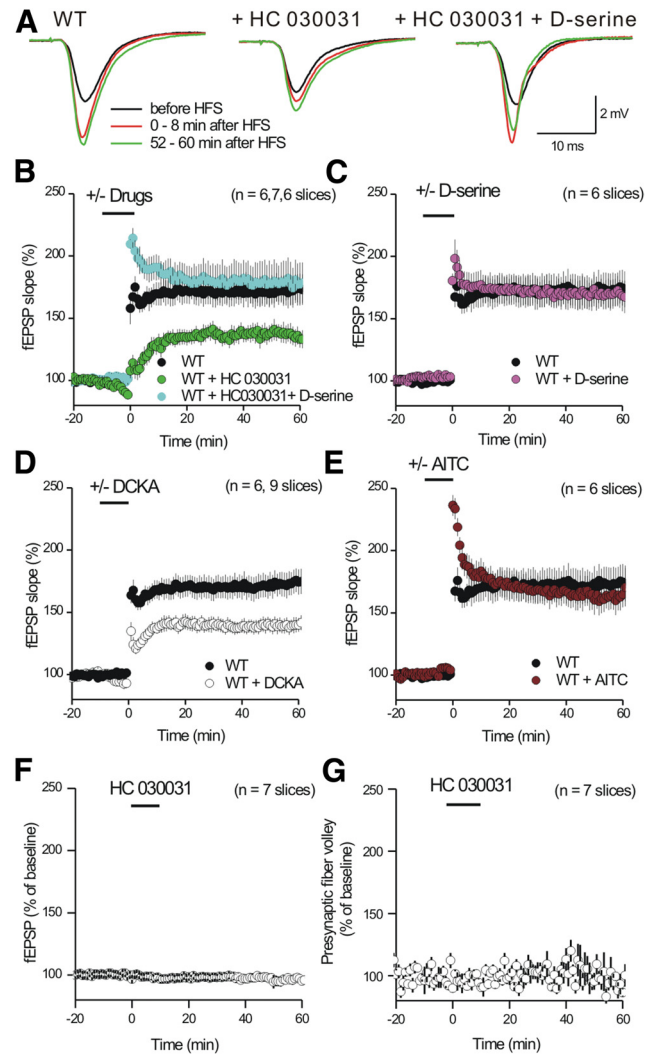 A WT + HC 030031 + HC 030031 + D-serine
before HFS
0 - 8 min after HFS
52 - 60 min after HFS
2 mV
10 ms
B
+/- Drugs
(n = 6,7,6 slices)
250
200
150
100
fEPSP slope (%)
WT
WT + HC 030031
WT + HC030031+ D-serine
-20 0 20 40 60
Time (min)
C
+/- D-serine
(n = 6 slices)
250
200
150
100
fEPSP slope (%)
WT
WT + D-serine
-20 0 20 40 60
Time (min)
D
+/- DCKA
(n = 6, 9 slices)
250
200
150
100
fEPSP slope (%)
WT
WT + DCKA
-20 0 20 40 60
Time (min)
E
+/- AITC
(n = 6 slices)
250
200
150
100
fEPSP slope (%)
WT
WT + AITC
-20 0 20 40 60
Time (min)
F
HC 030031
(n = 7 slices)
250
200
150
100
fEPSP (% of baseline)
-20 0 20 40 60
Time (min)
G
HC 030031
(n = 7 slices)
250
200
150
100
Presynaptic fiber volley
(% of baseline)
-20 0 20 40 60
Time (min)